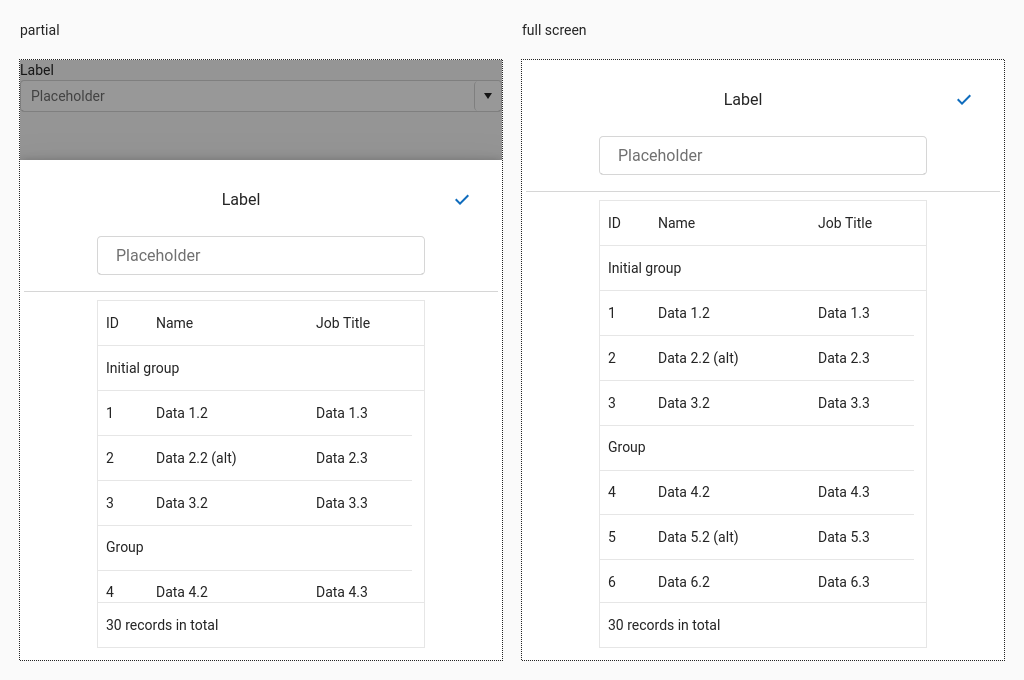 partial
Label
Placeholder
Label
Placeholder
ID Name Job Title
Initial group
1 Data 1.2 Data 1.3
2 Data 2.2 (alt) Data 2.3
3 Data 3.2 Data 3.3
Group
4 Data 4.2 Data 4.3
30 records in total
full screen
Label
Placeholder
ID Name Job Title
Initial group
1 Data 1.2 Data 1.3
2 Data 2.2 (alt) Data 2.3
3 Data 3.2 Data 3.3
Group
4 Data 4.2 Data 4.3
5 Data 5.2 (alt) Data 5.3
6 Data 6.2 Data 6.3
30 records in total